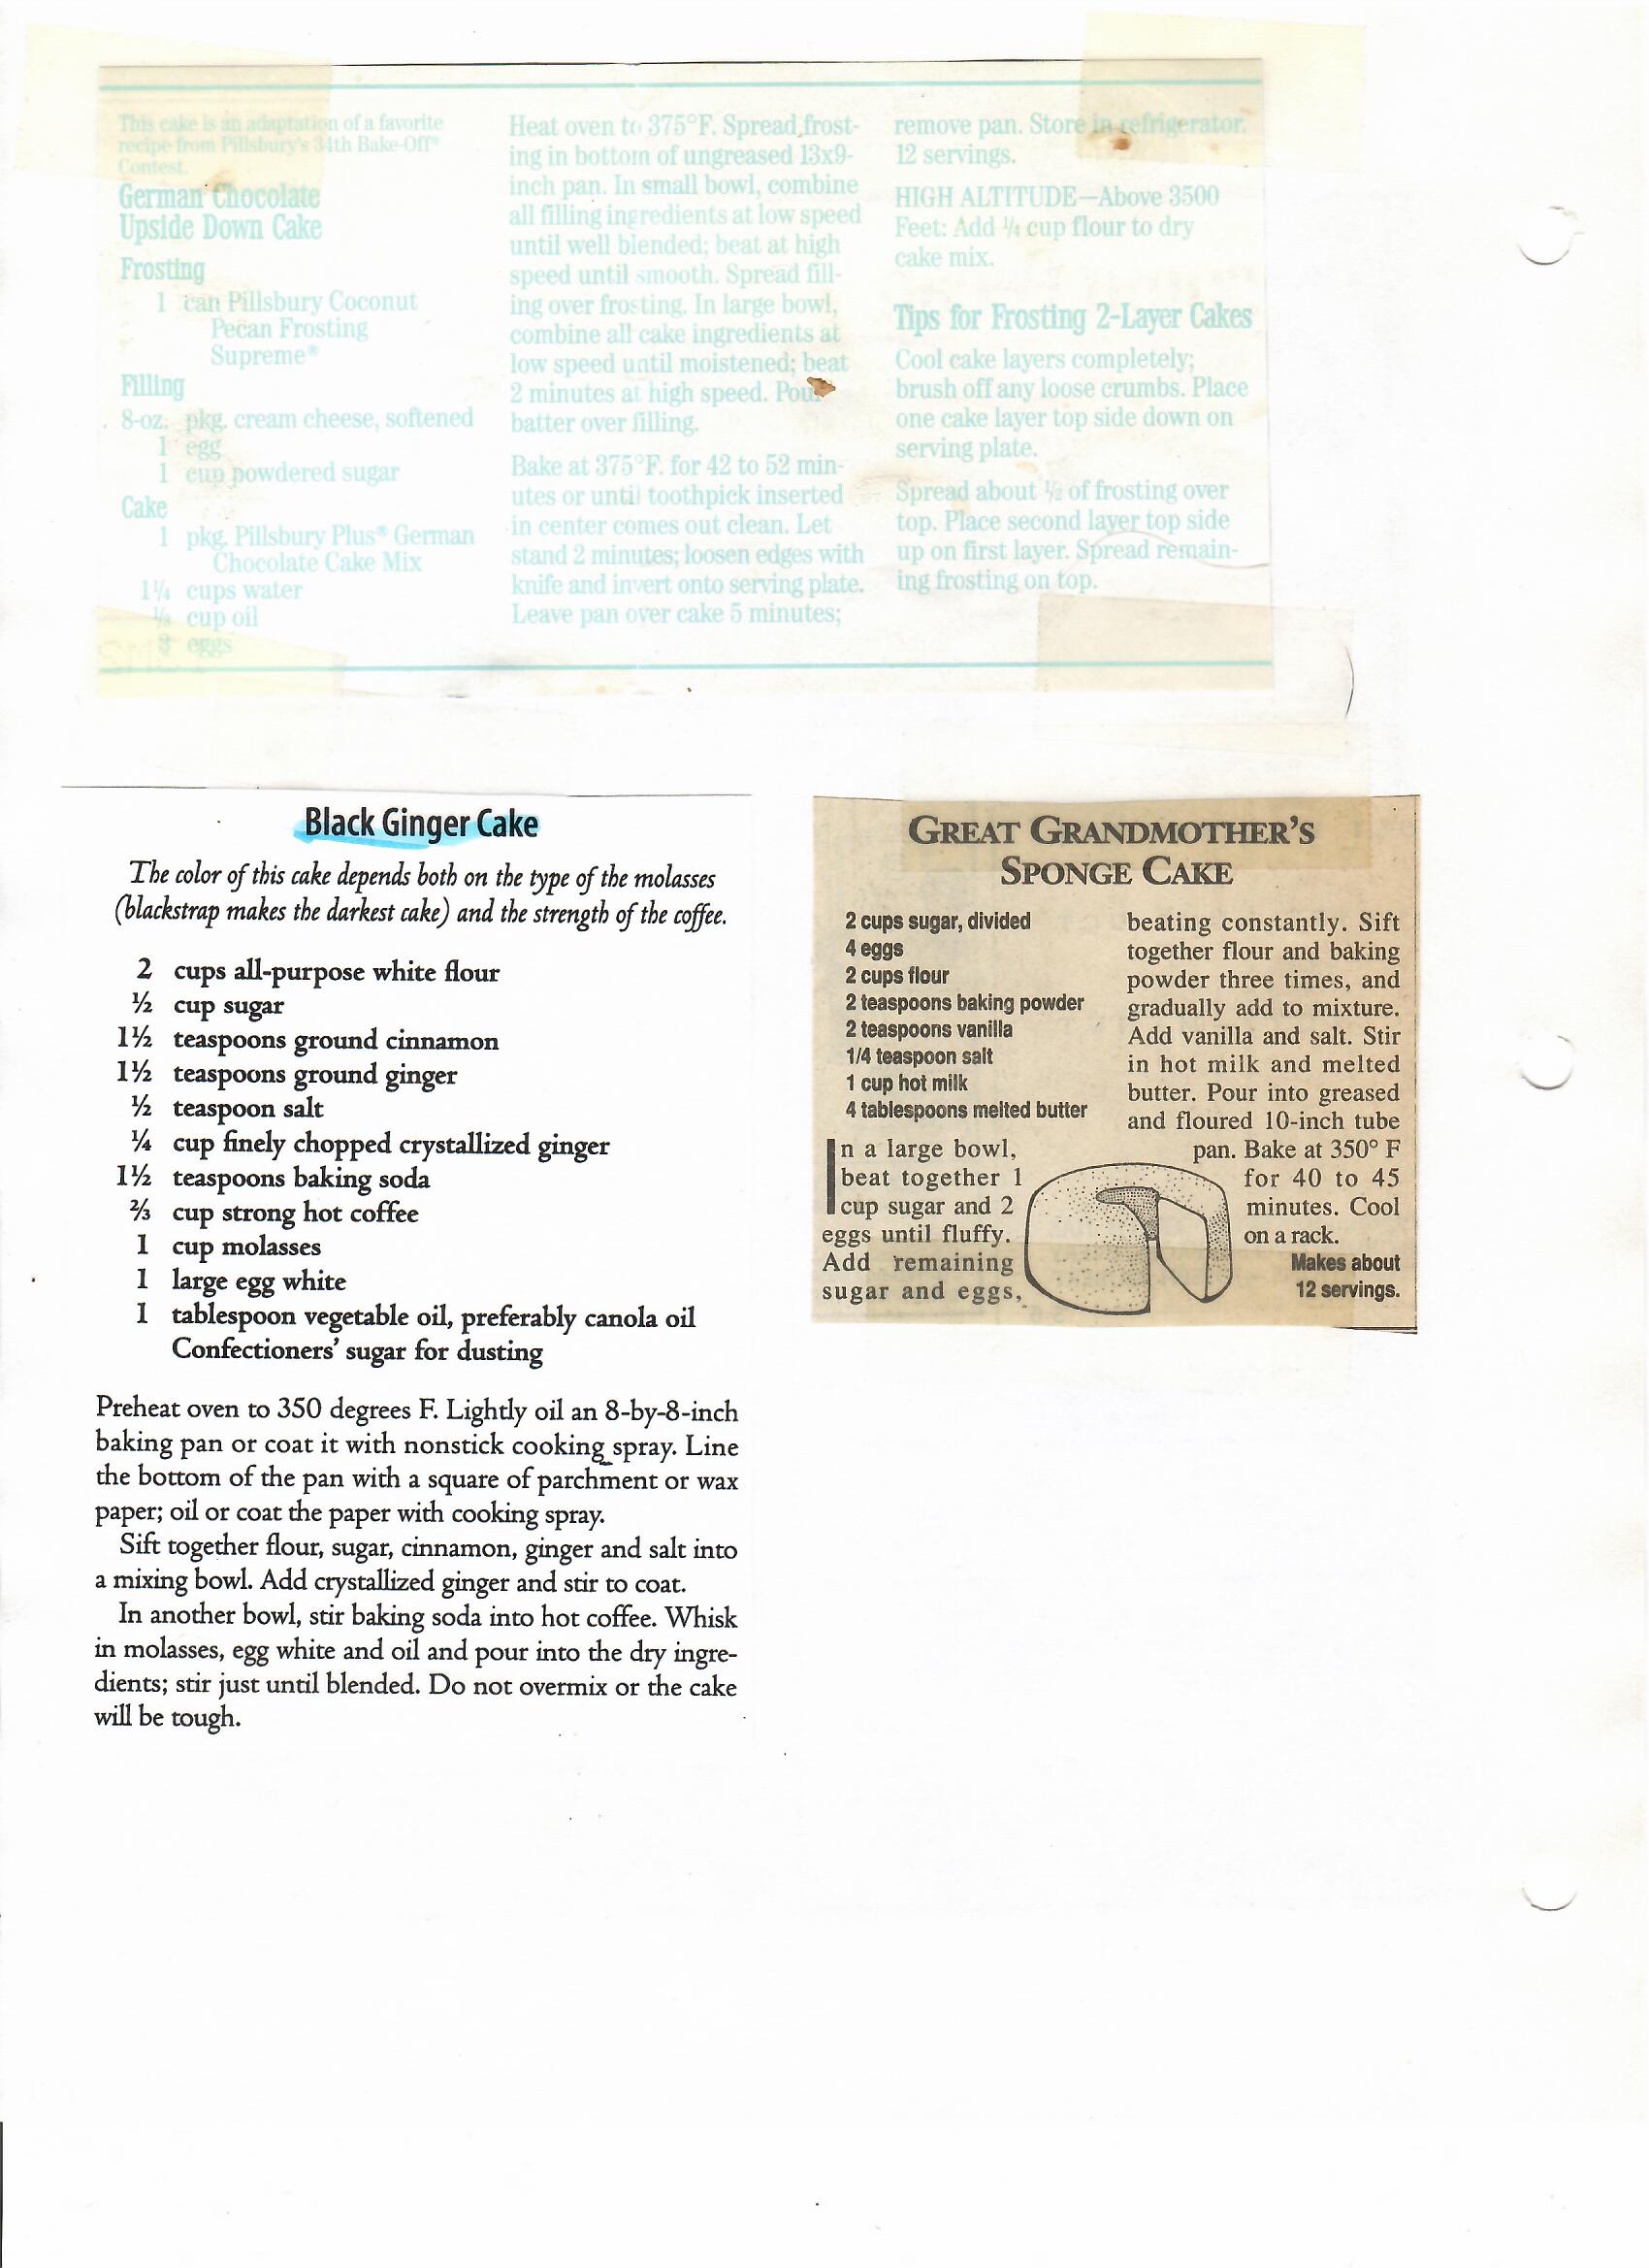 This cake is an adaptation of a favorite
recipe from Pillsbury's 34th Bake-Off®
Contest.
German Chocolate
Upside Down Cake
Frosting
1 can Pillsbury Coconut
Pecan Frosting
Supreme®
Filling
8-oz. pkg. cream cheese, softened
1 egg
1 cup powdered sugar
Cake
1 pkg. Pillsbury Plus® German
Chocolate Cake Mix
1¼ cups water
cup oil
3 eggs
Heat oven to 375°F. Spread frost-
ing in bottom of ungreased 13x9-
inch pan. In small bowl, combine
all filling ingredients at low speed
until well blended; beat at high
speed until smooth. Spread fill-
ing over frosting. In large bowl,
combine all cake ingredients at
low speed until moistened; beat
2 minutes at high speed. Pour
batter over filling.
Bake at 375°F. for 42 to 52 min-
utes or until toothpick inserted
in center comes out clean. Let
stand 2 minutes; loosen edges with
knife and invert onto serving plate.
Leave pan over cake 5 minutes;
remove pan. Store in refrigerator.
12 servings.
HIGH ALTITUDE—Above 3500
Feet: Add ¼ cup flour to dry
cake mix.
Tips for Frosting 2-Layer Cakes
Cool cake layers completely;
brush off any loose crumbs. Place
one cake layer top side down on
serving plate.
Spread about ½ of frosting over
top. Place second layer top side
up on first layer. Spread remain-
ing frosting on top.
Black Ginger Cake
The color of this cake depends both on the type of the molasses
(blackstrap makes the darkest cake) and the strength of the coffee.
2 cups all-purpose white flour
½ cup sugar
1½ teaspoons ground cinnamon
1½ teaspoons ground ginger
½ teaspoon salt
¼ cup finely chopped crystallized ginger
1½ teaspoons baking soda
⅔ cup strong hot coffee
1 cup molasses
1 large egg white
1 tablespoon vegetable oil, preferably canola oil
Confectioners' sugar for dusting
Preheat oven to 350 degrees F. Lightly oil an 8-by-8-inch
baking pan or coat it with nonstick cooking spray. Line
the bottom of the pan with a square of parchment or wax
paper; oil or coat the paper with cooking spray.
Sift together flour, sugar, cinnamon, ginger and salt into
a mixing bowl. Add crystallized ginger and stir to coat.
In another bowl, stir baking soda into hot coffee. Whisk
in molasses, egg white and oil and pour into the dry ingre-
dients; stir just until blended. Do not overmix or the cake
will be tough.
GREAT GRANDMOTHER'S
SPONGE CAKE
2 cups sugar, divided
4 eggs
2 cups flour
2 teaspoons baking powder
2 teaspoons vanilla
1/4 teaspoon salt
1 cup hot milk
4 tablespoons melted butter
In a large bowl,
beat together 1
cup sugar and 2
eggs until fluffy.
Add remaining
sugar and eggs,
beating constantly. Sift
together flour and baking
powder three times, and
gradually add to mixture.
Add vanilla and salt. Stir
in hot milk and melted
butter. Pour into greased
and floured 10-inch tube
pan. Bake at 350° F
for 40 to 45
minutes. Cool
on a rack.
Makes about
12 servings.